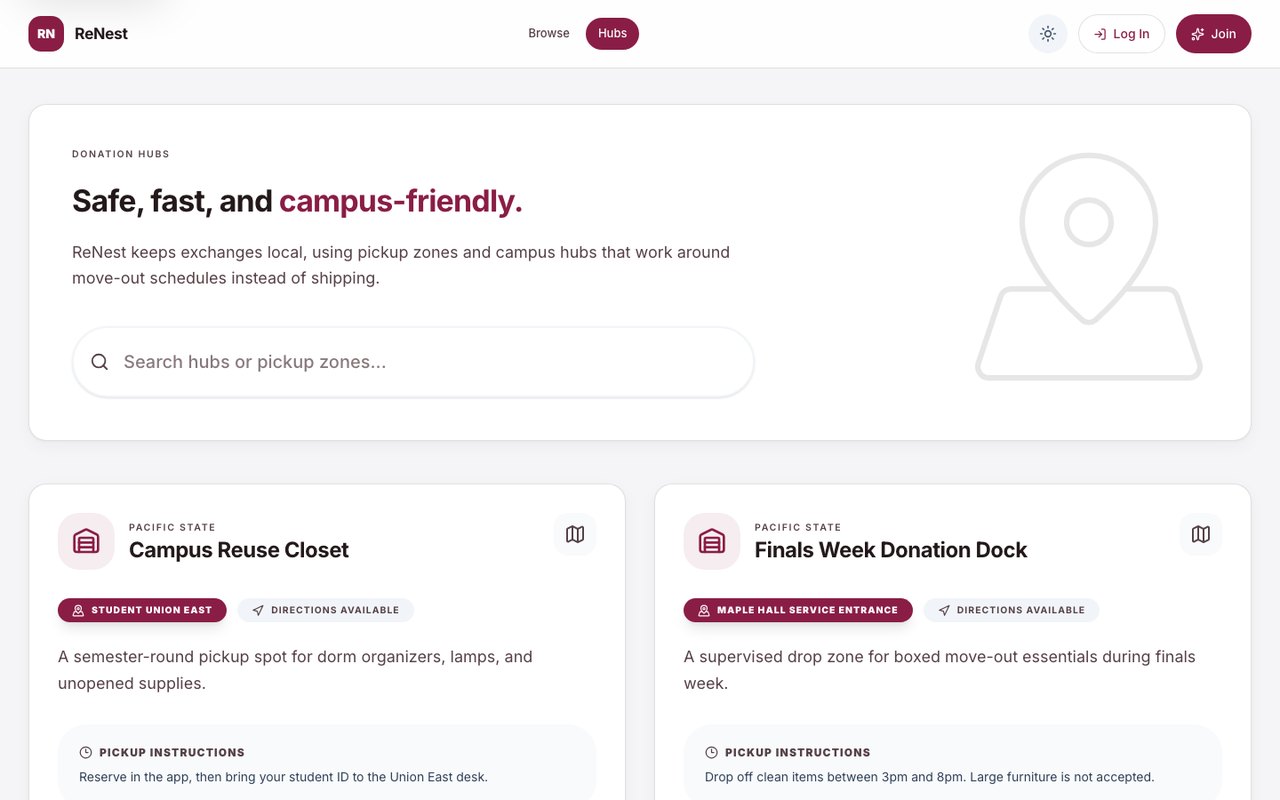 RN ReNest Browse Hubs Log In Join
DONATION HUBS
Safe, fast, and campus-friendly.
ReNest keeps exchanges local, using pickup zones and campus hubs that work around
move-out schedules instead of shipping.
Search hubs or pickup zones...
PACIFIC STATE
Campus Reuse Closet
STUDENT UNION EAST DIRECTIONS AVAILABLE
A semester-round pickup spot for dorm organizers, lamps, and
unopened supplies.
PICKUP INSTRUCTIONS
Reserve in the app, then bring your student ID to the Union East desk.
PACIFIC STATE
Finals Week Donation Dock
MAPLE HALL SERVICE ENTRANCE DIRECTIONS AVAILABLE
A supervised drop zone for boxed move-out essentials during finals
week.
PICKUP INSTRUCTIONS
Drop off clean items between 3pm and 8pm. Large furniture is not accepted.